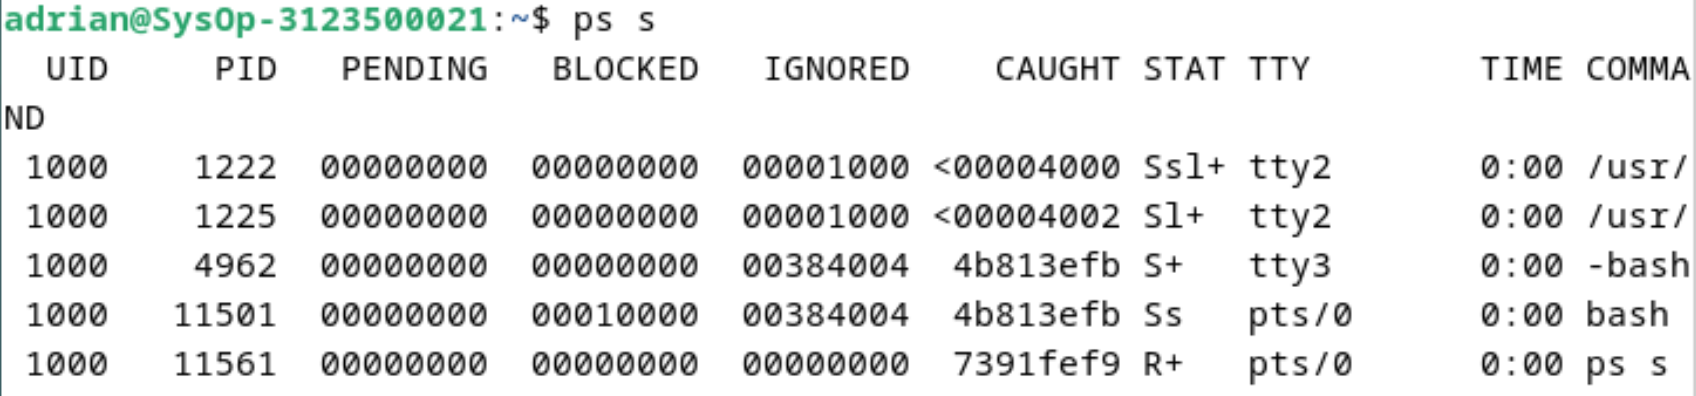 adrian@SysOp-3123500021:~$ ps s
  UID     PID   PENDING   BLOCKED   IGNORED    CAUGHT STAT TTY        TIME COMMA
ND
 1000    1222  00000000  00000000  00001000 <00004000 Ssl+ tty2       0:00 /usr/
 1000    1225  00000000  00000000  00001000 <00004002 Sl+  tty2       0:00 /usr/
 1000    4962  00000000  00000000  00384004  4b813efb S+   tty3       0:00 -bash
 1000   11501  00000000  00010000  00384004  4b813efb Ss   pts/0      0:00 bash
 1000   11561  00000000  00000000  00000000  7391fef9 R+   pts/0      0:00 ps s